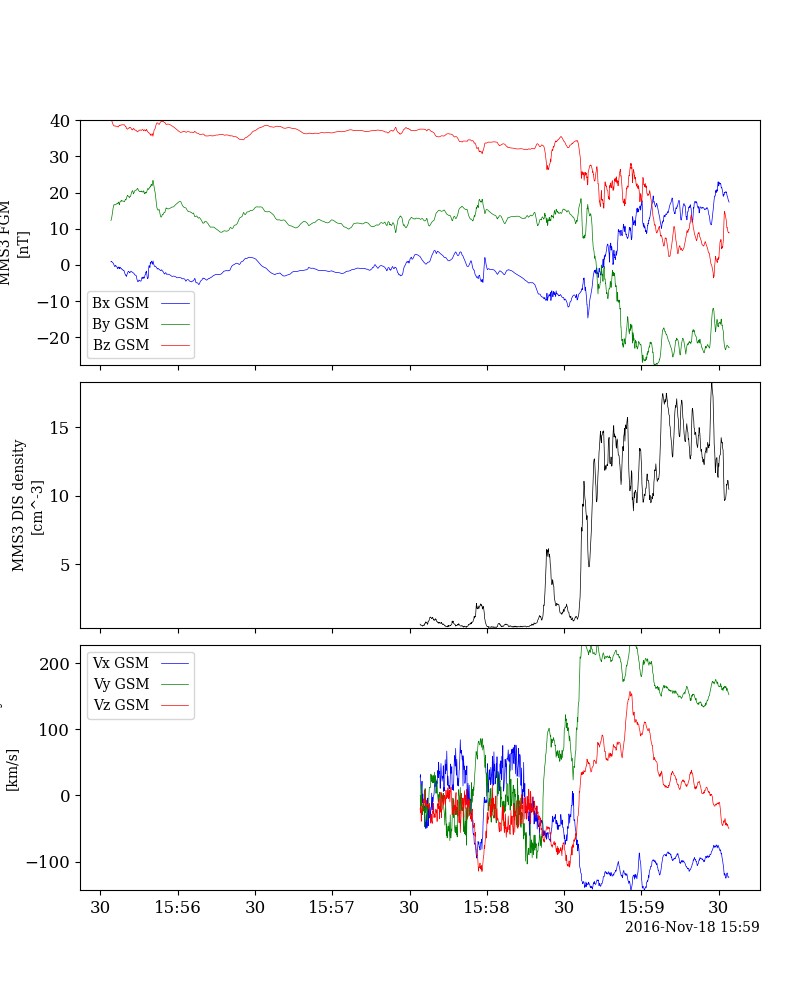 40
30
20
10
0
−10
−20
MMS3 FGM
[nT]
Bx GSM
By GSM
Bz GSM
15
10
5
MMS3 DIS density
[cm^-3]
200
100
0
−100
[km/s]
Vx GSM
Vy GSM
Vz GSM
30 15:56 30 15:57 30 15:58 30 15:59 30
2016-Nov-18 15:59